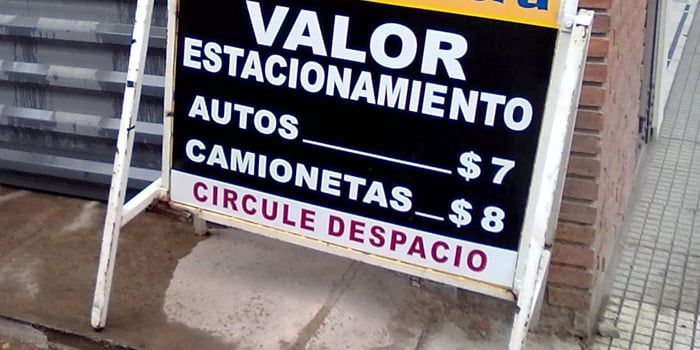 VALOR
ESTACIONAMIENTO
AUTOS $7
CAMIONETAS $8
CIRCULE DESPACIO